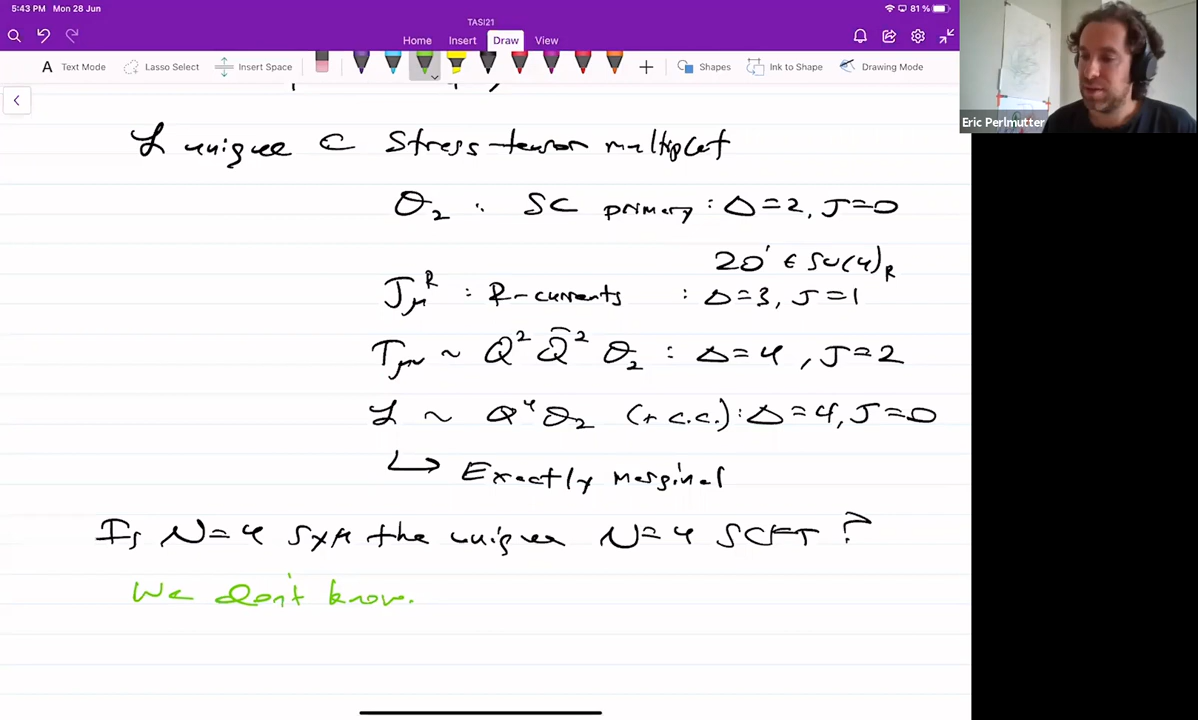 5:43 PM Mon 28 Jun
81%
TASI21
Home Insert Draw View
Text Mode Lasso Select Insert Space Shapes Ink to Shape Drawing Mode
Eric Perlmutter
ℒ unique ⊂ Stress-tensor multiplet
O₂ : SC primary : Δ=2, J=0
20' ∈ SU(4)_R
J_μ^R : R-currents : Δ=3, J=1
T_μν ~ Q² Q̄² O₂ : Δ=4, J=2
ℒ ~ Q⁴ O₂ (+ c.c.) : Δ=4, J=0
↳ Exactly marginal
Is N=4 SYM the unique N=4 SCFT ?
We don't know.